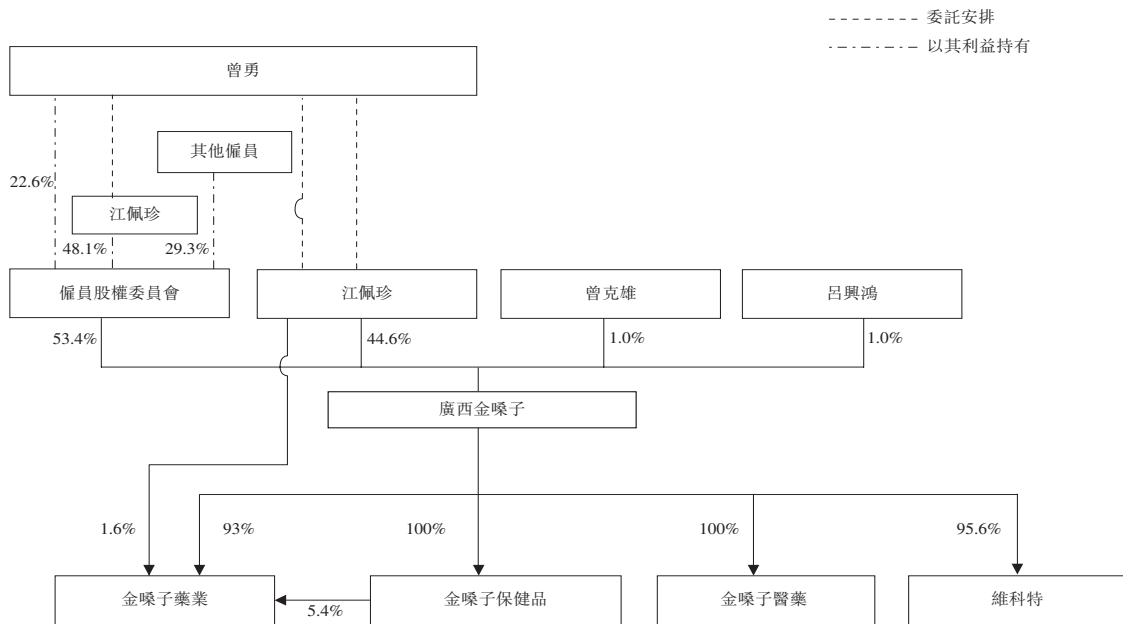 委託安排
以其利益持有
曾勇
其他僱員
22.6%
江佩珍
48.1%
29.3%
僱員股權委員會
江佩珍
曾克雄
呂興鴻
53.4%
44.6%
1.0%
1.0%
廣西金嗓子
1.6%
93%
100%
100%
95.6%
金嗓子藥業
金嗓子保健品
金嗓子醫藥
維科特
5.4%